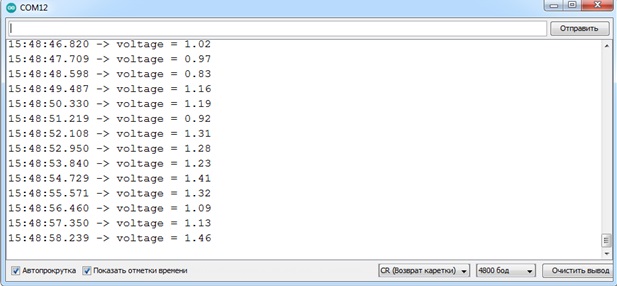 COM12
Отправить
15:48:46.820 -> voltage = 1.02
15:48:47.709 -> voltage = 0.97
15:48:48.598 -> voltage = 0.83
15:48:49.487 -> voltage = 1.16
15:48:50.330 -> voltage = 1.19
15:48:51.219 -> voltage = 0.92
15:48:52.108 -> voltage = 1.31
15:48:52.950 -> voltage = 1.28
15:48:53.840 -> voltage = 1.23
15:48:54.729 -> voltage = 1.41
15:48:55.571 -> voltage = 1.32
15:48:56.460 -> voltage = 1.09
15:48:57.350 -> voltage = 1.13
15:48:58.239 -> voltage = 1.46
Автопрокрутка Показать отметки времени CR (Возврат каретки) 4800 бод Очистить вывод